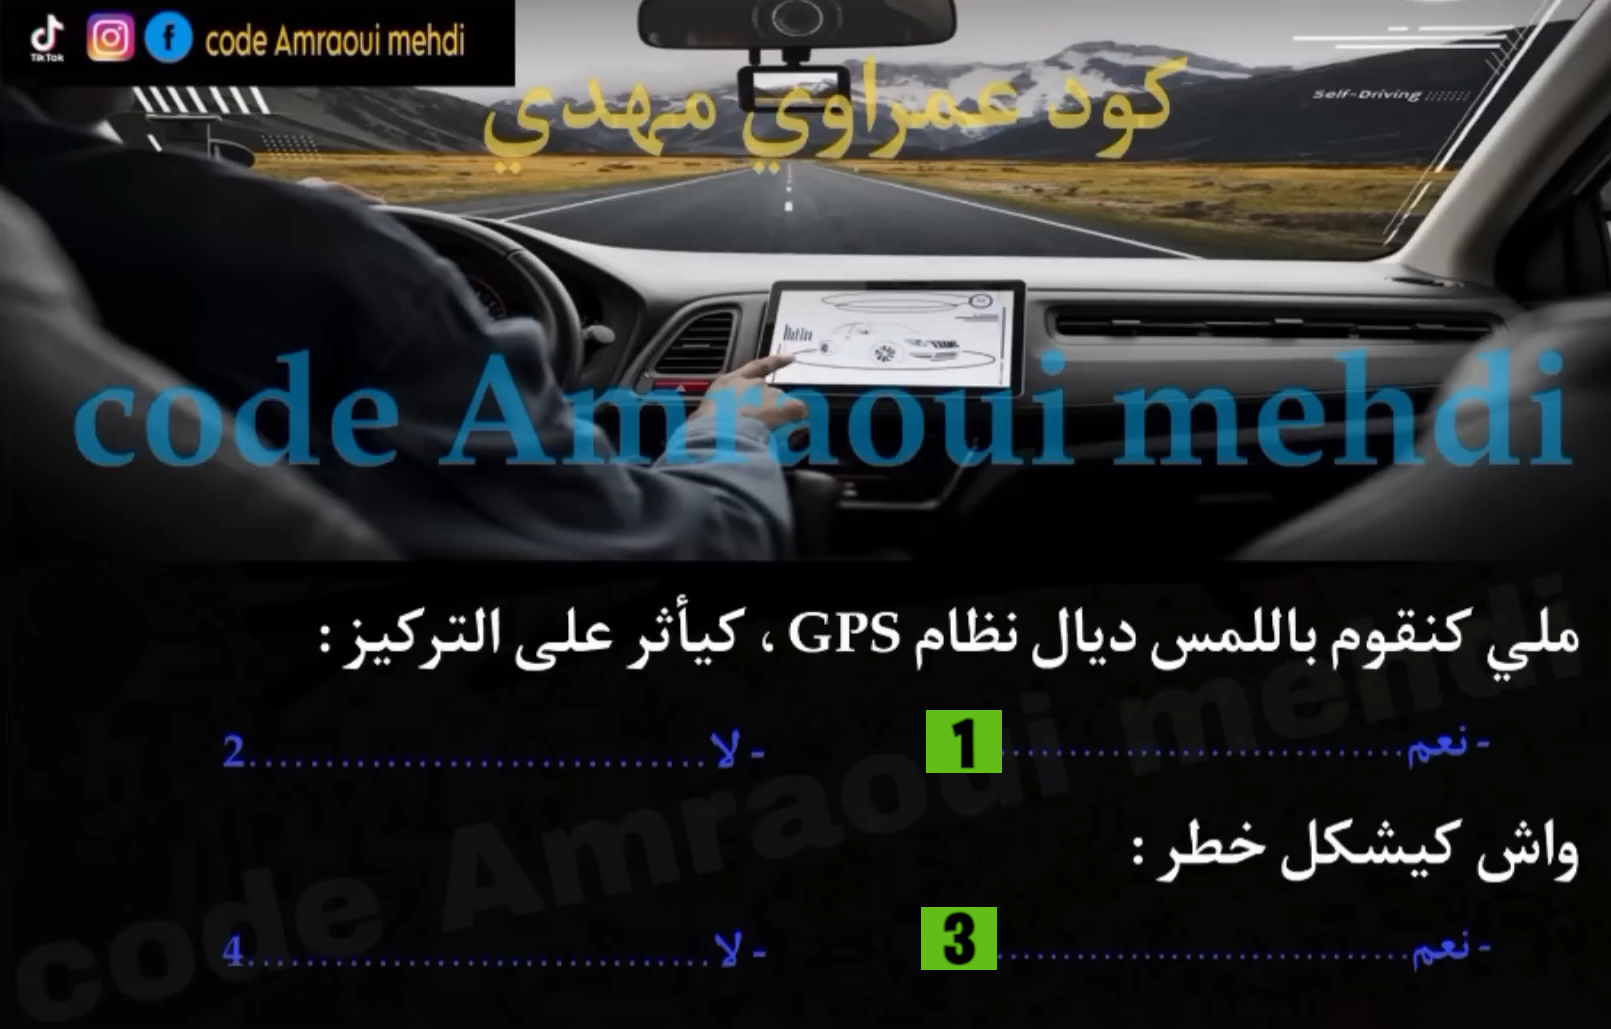 TikTok code Amraoui mehdi
كود عمراوي مهدي
Self-Driving
code Amraoui mehdi
ملي كنقوم باللمس ديال نظام GPS ، كيأثر على التركيز :
- نعم.............................. 1 - لا.............................. 2
واش كيشكل خطر :
- نعم.............................. 3 - لا.............................. 4
code Amraoui mehdi